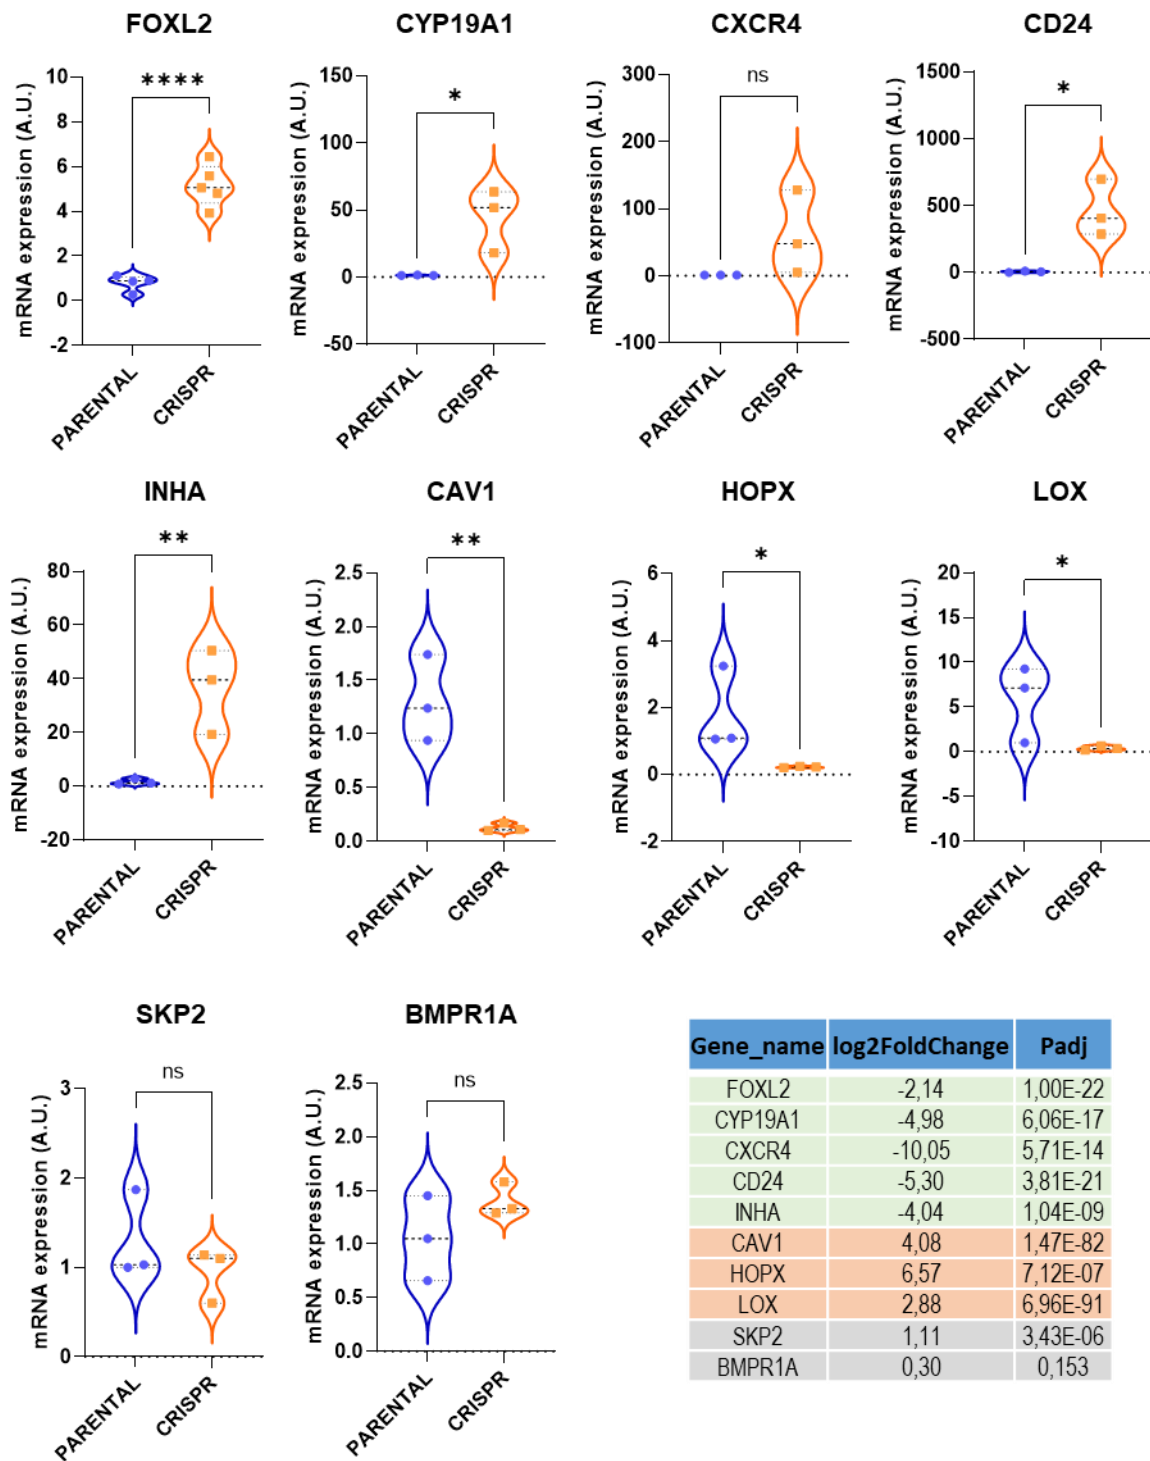 FOXL2
CYP19A1
CXCR4
CD24
mRNA expression (A.U.)
10
8
6
4
2
0
-2
****
PARENTAL
CRISPR
mRNA expression (A.U.)
150
100
50
0
-50
*
PARENTAL
CRISPR
mRNA expression (A.U.)
300
200
100
0
-100
ns
PARENTAL
CRISPR
mRNA expression (A.U.)
1500
1000
500
0
-500
*
PARENTAL
CRISPR
INHA
CAV1
HOPX
LOX
mRNA expression (A.U.)
80
60
40
20
0
-20
**
PARENTAL
CRISPR
mRNA expression (A.U.)
2.5
2.0
1.5
1.0
0.5
0.0
**
PARENTAL
CRISPR
mRNA expression (A.U.)
6
4
2
0
-2
*
PARENTAL
CRISPR
mRNA expression (A.U.)
20
15
10
5
0
-5
-10
*
PARENTAL
CRISPR
SKP2
BMPR1A
mRNA expression (A.U.)
3
2
1
0
ns
PARENTAL
CRISPR
mRNA expression (A.U.)
2.5
2.0
1.5
1.0
0.5
0.0
ns
PARENTAL
CRISPR
Gene_name log2FoldChange Padj
FOXL2 -2,14 1,00E-22
CYP19A1 -4,98 6,06E-17
CXCR4 -10,05 5,71E-14
CD24 -5,30 3,81E-21
INHA -4,04 1,04E-09
CAV1 4,08 1,47E-82
HOPX 6,57 7,12E-07
LOX 2,88 6,96E-91
SKP2 1,11 3,43E-06
BMPR1A 0,30 0,153